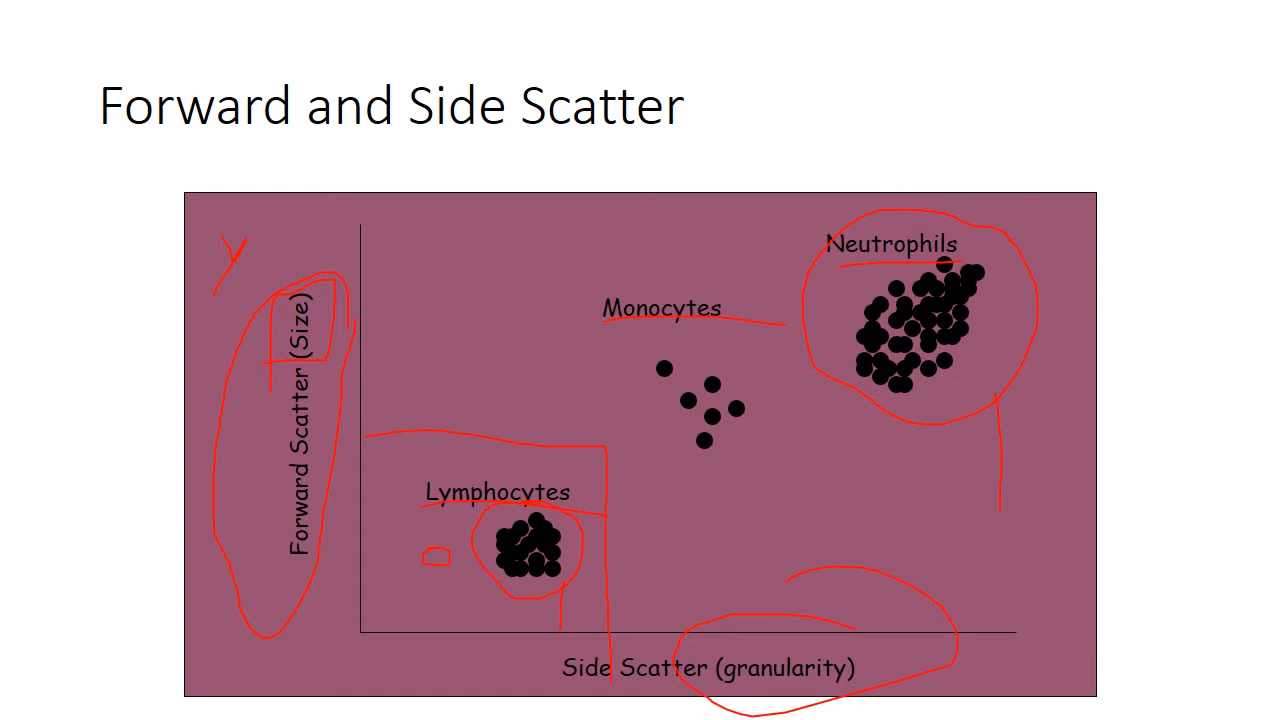 Forward and Side Scatter
Neutrophils
Monocytes
Forward Scatter (Size)
Lymphocytes
Side Scatter (granularity)